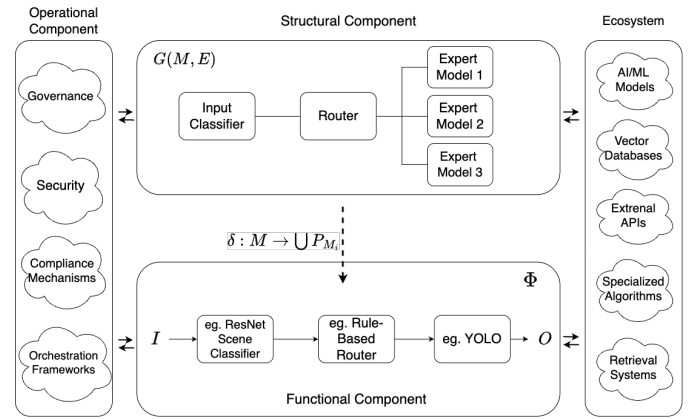 Operational
Component
Structural Component
Ecosystem
Governance
Security
Compliance
Mechanisms
Orchestration
Frameworks
G(M, E)
Input
Classifier
Router
Expert
Model 1
Expert
Model 2
Expert
Model 3
δ : M → ⋃ P_{M_i}
Φ
I
eg. ResNet
Scene
Classifier
eg. Rule-
Based
Router
eg. YOLO
O
Functional Component
AI/ML
Models
Vector
Databases
Extrenal
APIs
Specialized
Algorithms
Retrieval
Systems